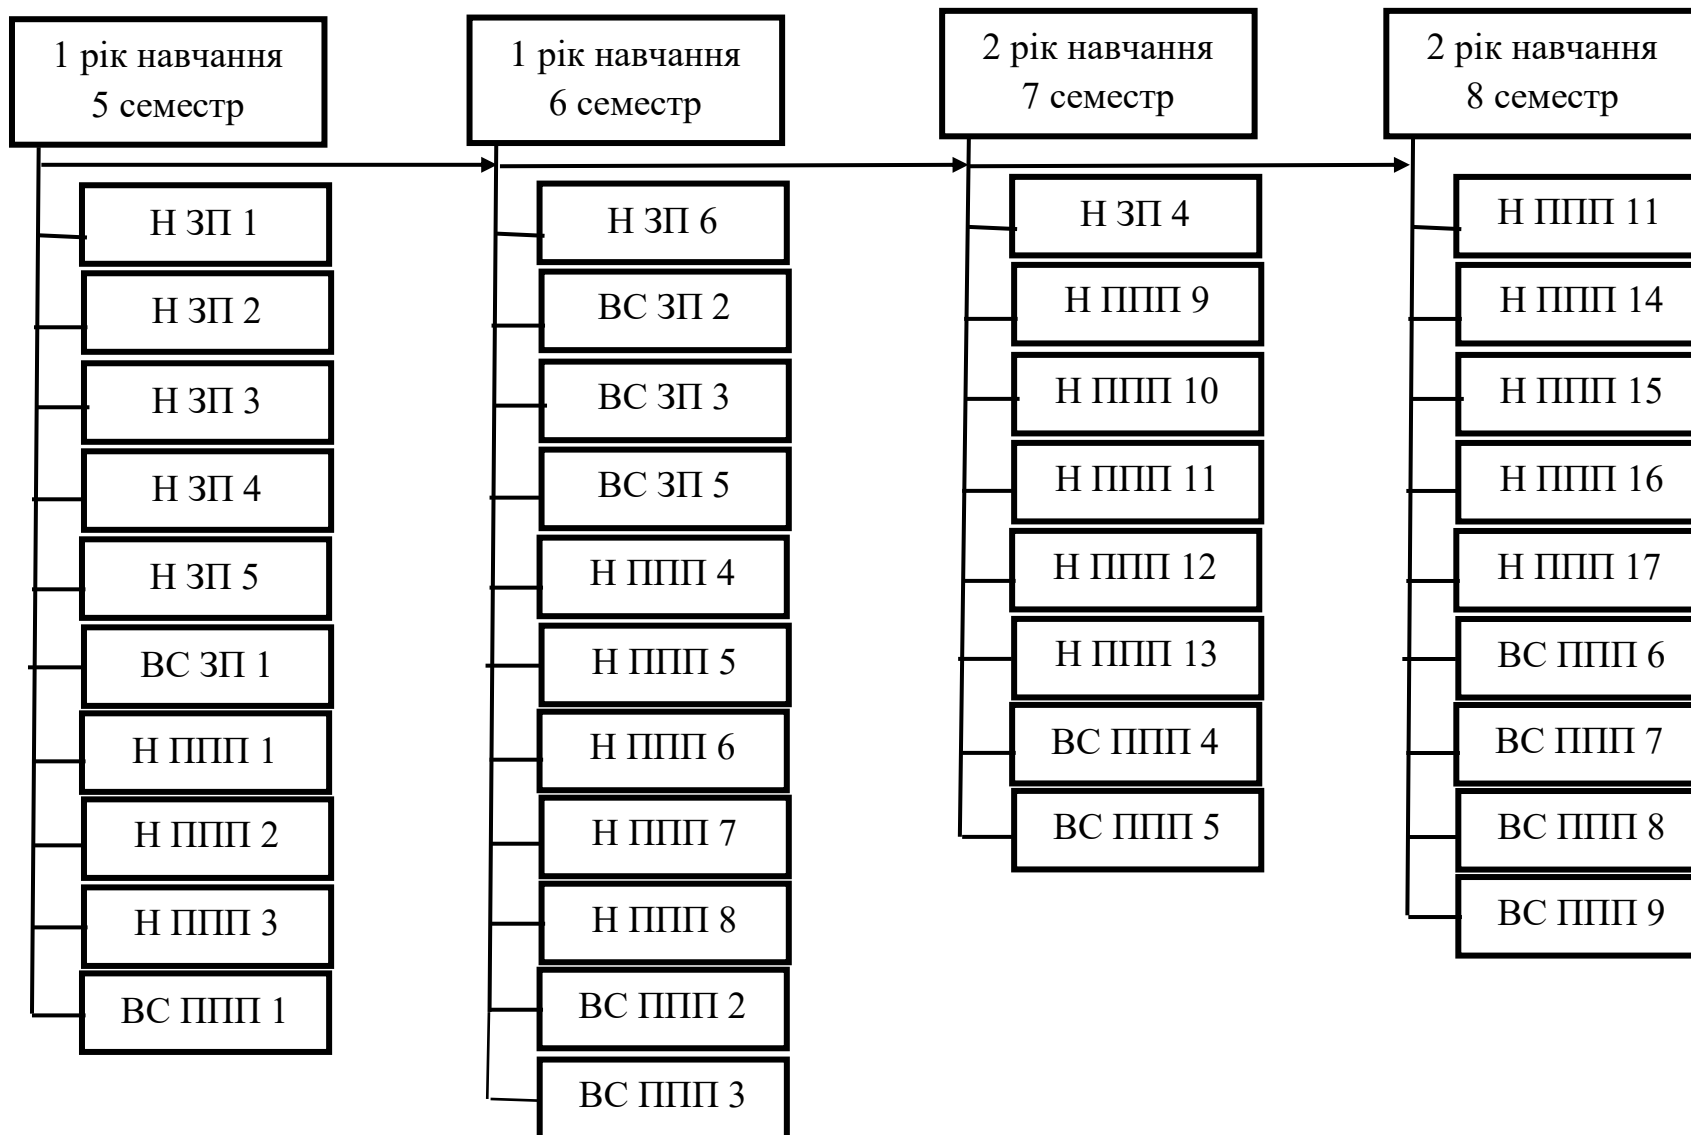 1 рік навчання
5 семестр
Н ЗП 1
Н ЗП 2
Н ЗП 3
Н ЗП 4
Н ЗП 5
ВС ЗП 1
Н ППП 1
Н ППП 2
Н ППП 3
ВС ППП 1
1 рік навчання
6 семестр
Н ЗП 6
ВС ЗП 2
ВС ЗП 3
ВС ЗП 5
Н ППП 4
Н ППП 5
Н ППП 6
Н ППП 7
Н ППП 8
ВС ППП 2
ВС ППП 3
2 рік навчання
7 семестр
Н ЗП 4
Н ППП 9
Н ППП 10
Н ППП 11
Н ППП 12
Н ППП 13
ВС ППП 4
ВС ППП 5
2 рік навчання
8 семестр
Н ППП 11
Н ППП 14
Н ППП 15
Н ППП 16
Н ППП 17
ВС ППП 6
ВС ППП 7
ВС ППП 8
ВС ППП 9